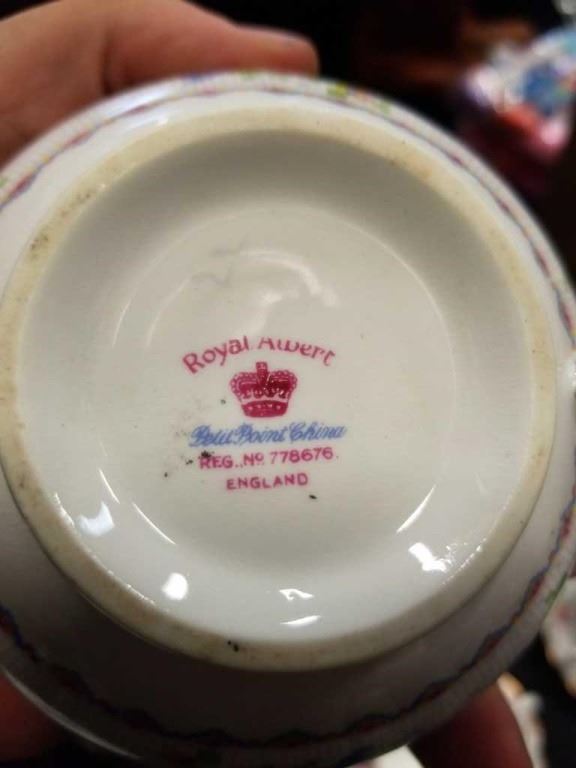 Royal Albert
Petit Point China
REG. No 778676.
ENGLAND